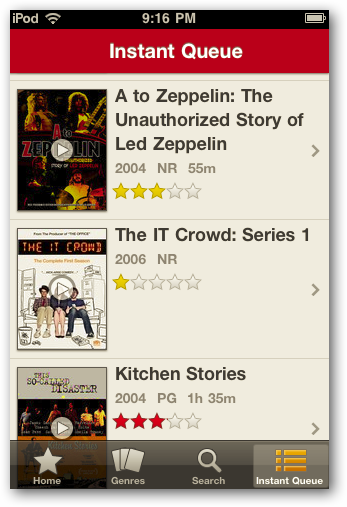 iPod 9:16 PM
Instant Queue
A to Zeppelin: The
Unauthorized Story of
Led Zeppelin
2004 NR 55m
A to
ZEPPELIN
UNAUTHORIZED
STORY OF LED ZEPPELIN
The IT Crowd: Series 1
2006 NR
From The Producer of "THE OFFICE"
THE IT CROWD
The Complete First Season
Kitchen Stories
2004 PG 1h 35m
THIS
SO-CALLED
DISASTER
Home Genres Search Instant Queue